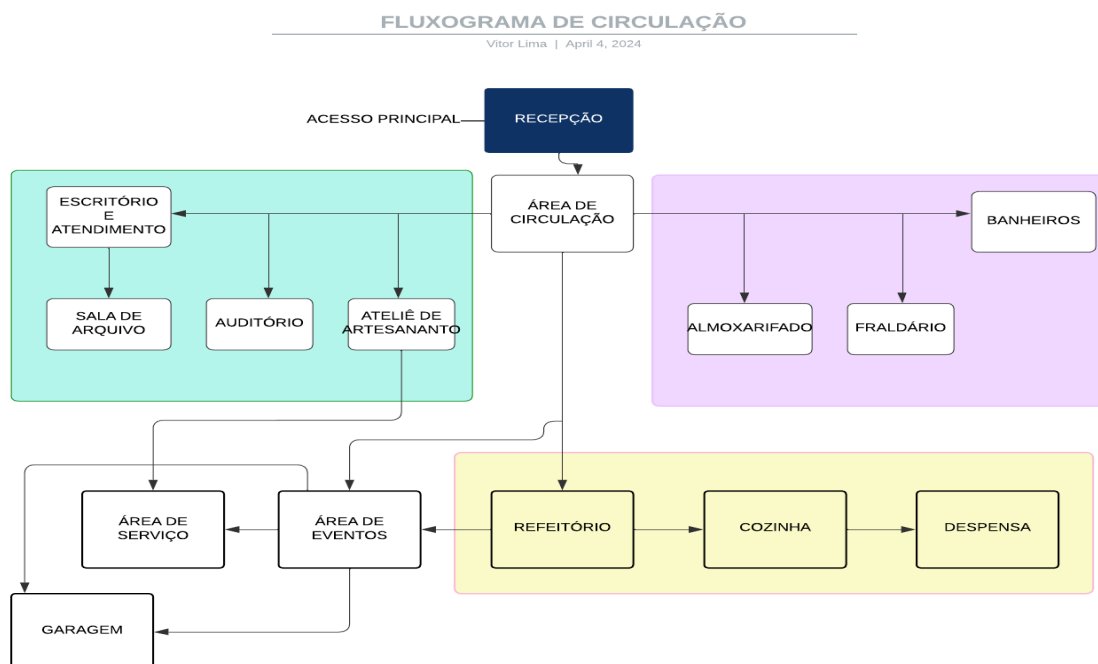 FLUXOGRAMA DE CIRCULAÇÃO
Vitor Lima | April 4, 2024
ACESSO PRINCIPAL
RECEPÇÃO
ESCRITÓRIO
E
ATENDIMENTO
ÁREA DE
CIRCULAÇÃO
BANHEIROS
SALA DE
ARQUIVO
AUDITÓRIO
ATELIÊ DE
ARTESANANTO
ALMOXARIFADO
FRALDÁRIO
ÁREA DE
SERVIÇO
ÁREA DE
EVENTOS
REFEITÓRIO
COZINHA
DESPENSA
GARAGEM